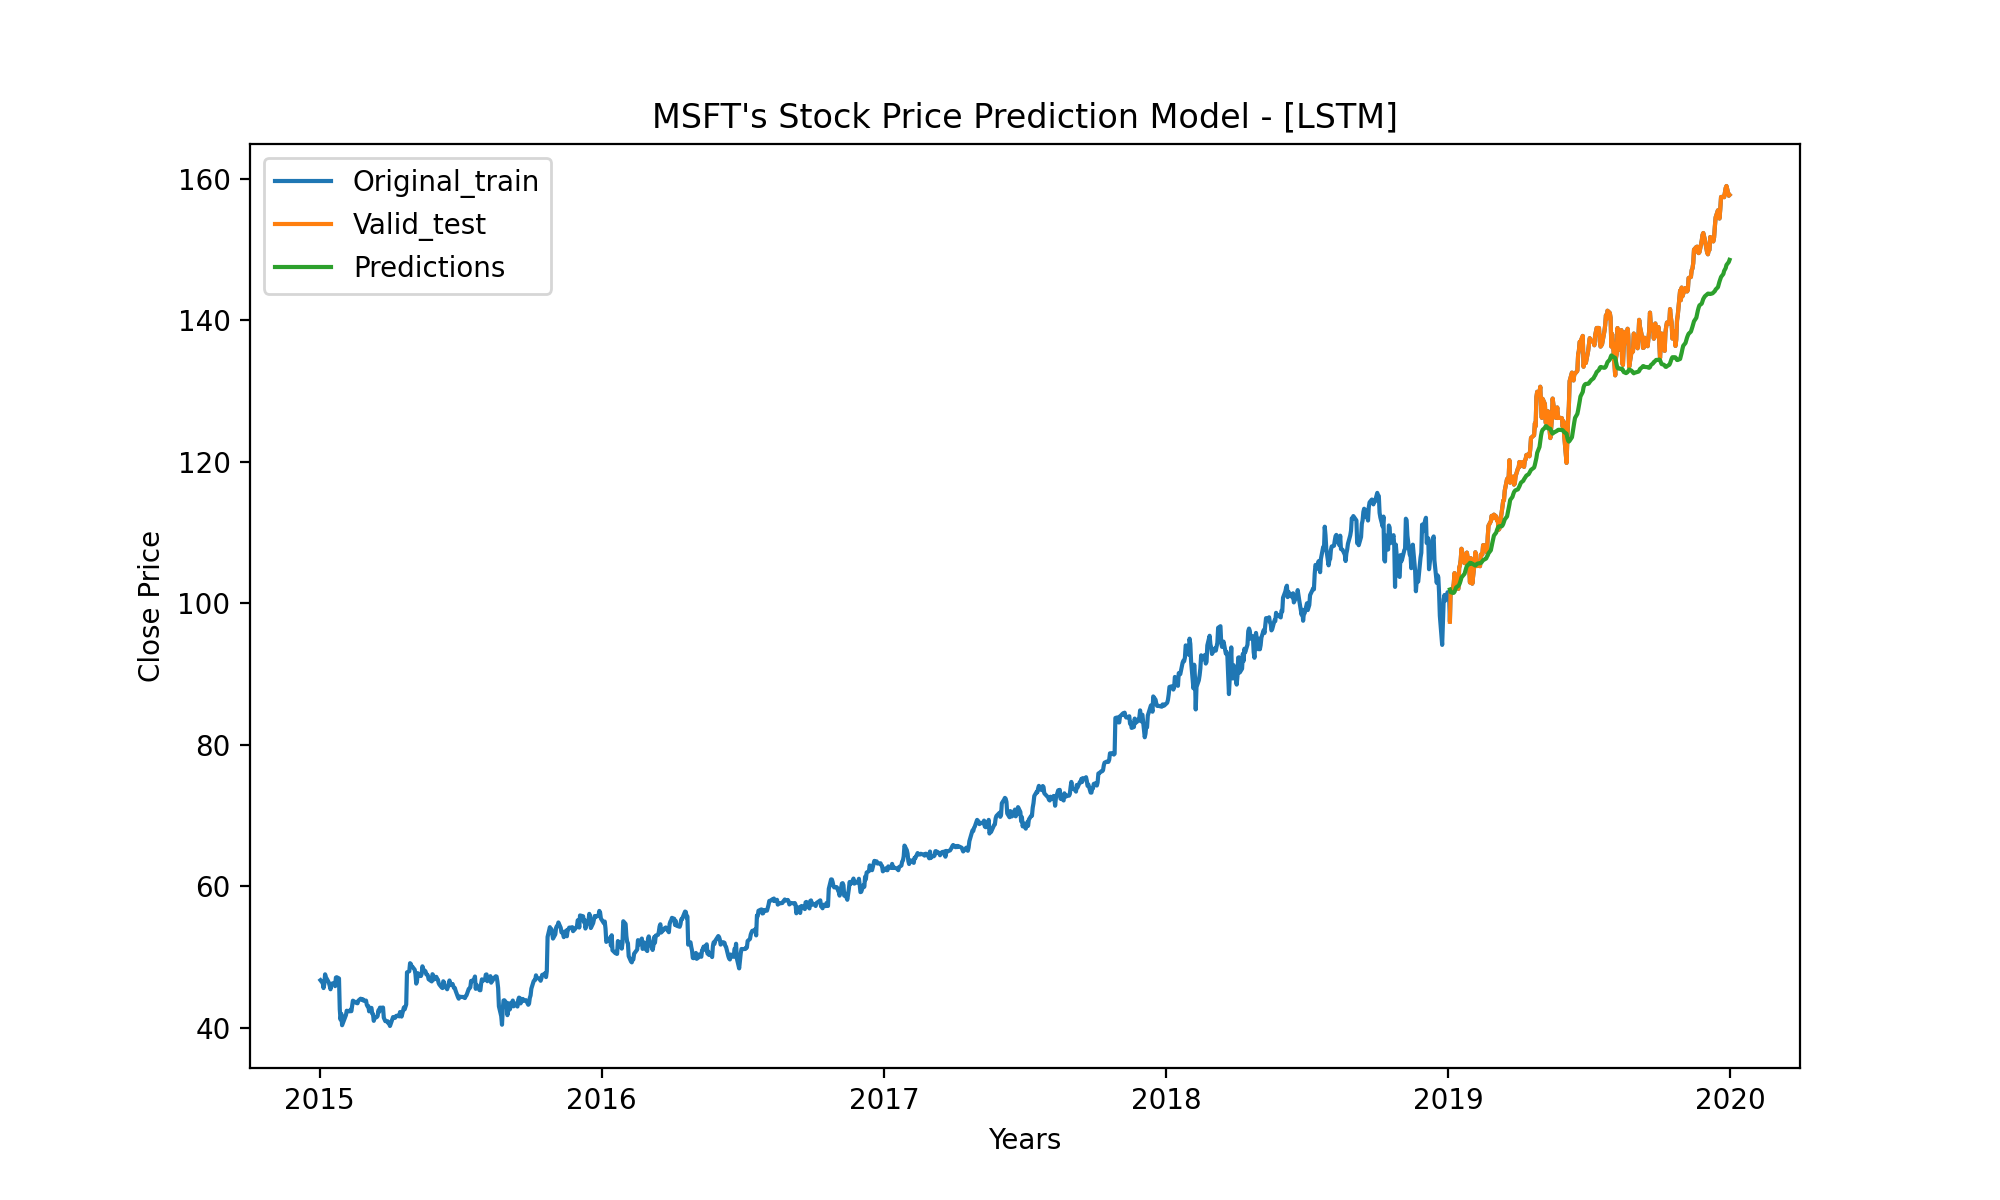 MSFT's Stock Price Prediction Model - [LSTM]
Original_train
Valid_test
Predictions
160
140
120
100
80
60
40
Close Price
2015 2016 2017 2018 2019 2020
Years